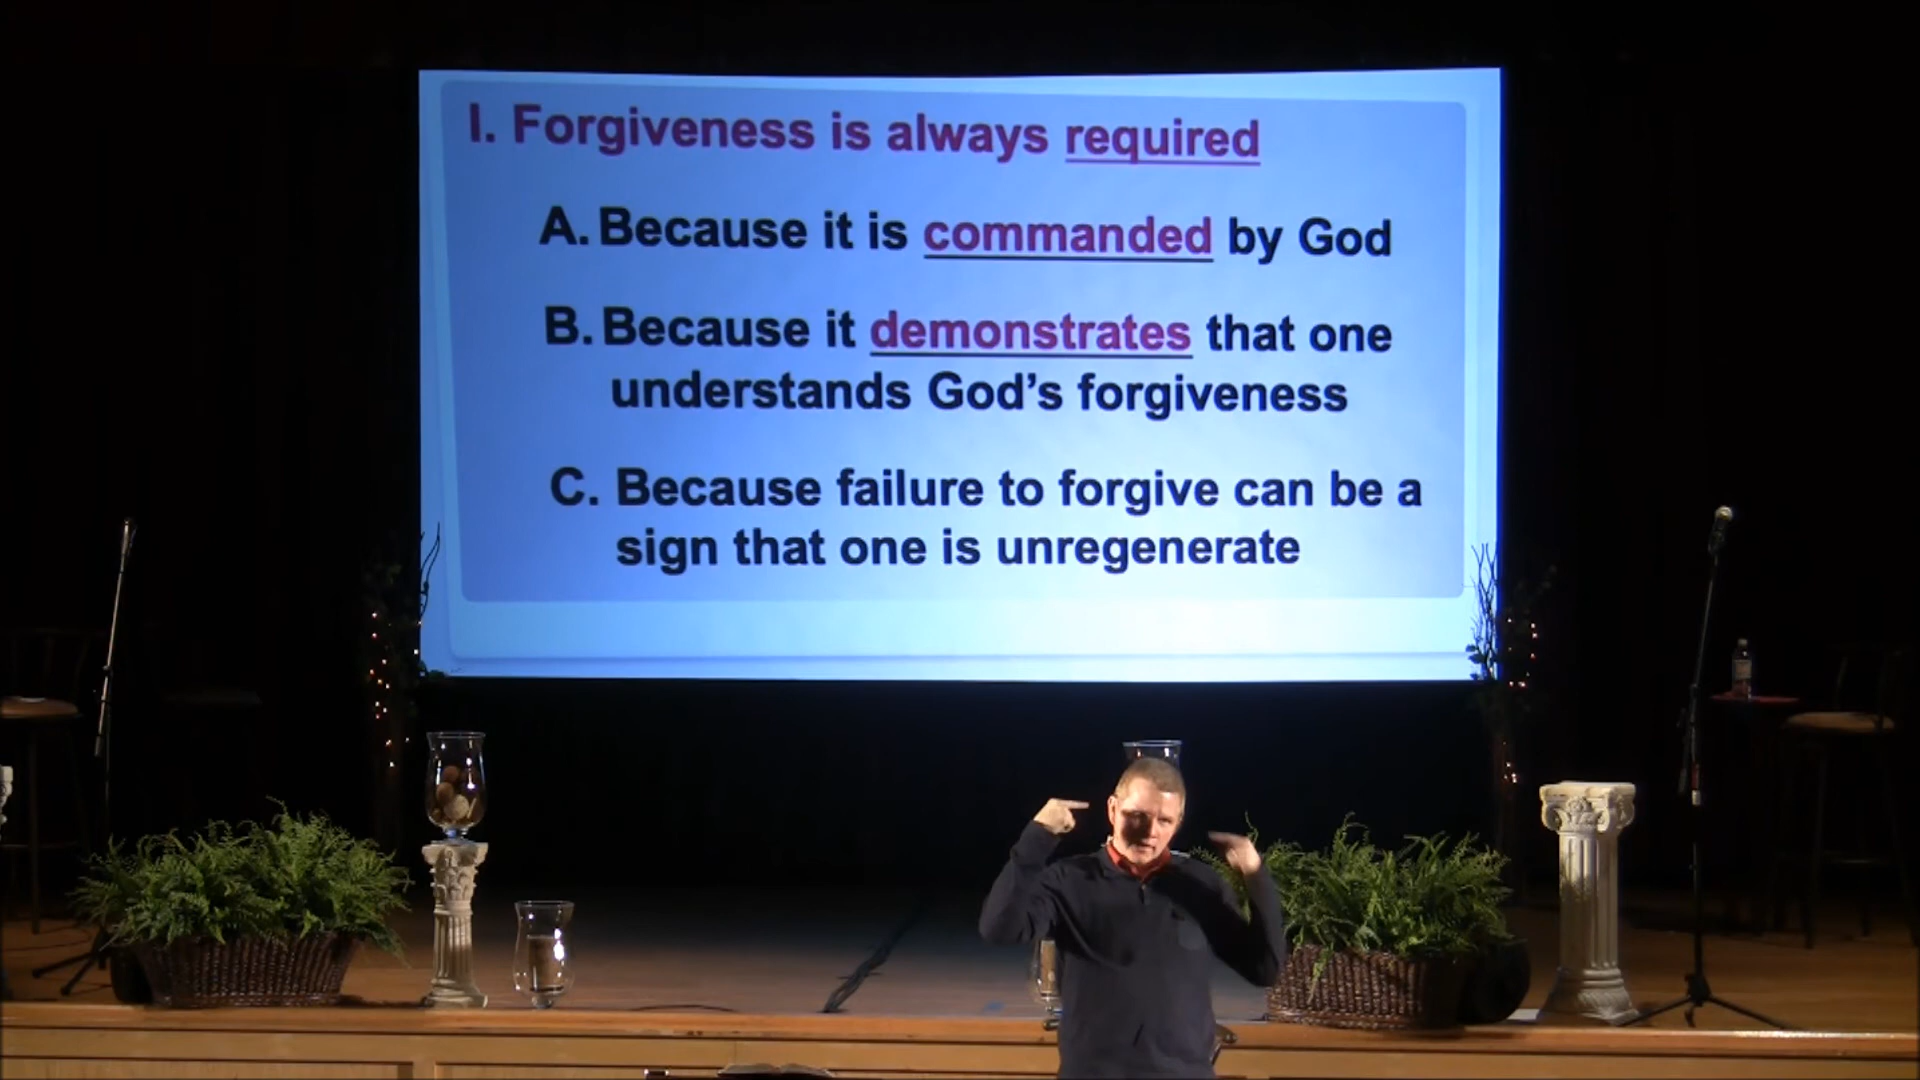 I. Forgiveness is always required
A. Because it is commanded by God
B. Because it demonstrates that one
understands God’s forgiveness
C. Because failure to forgive can be a
sign that one is unregenerate